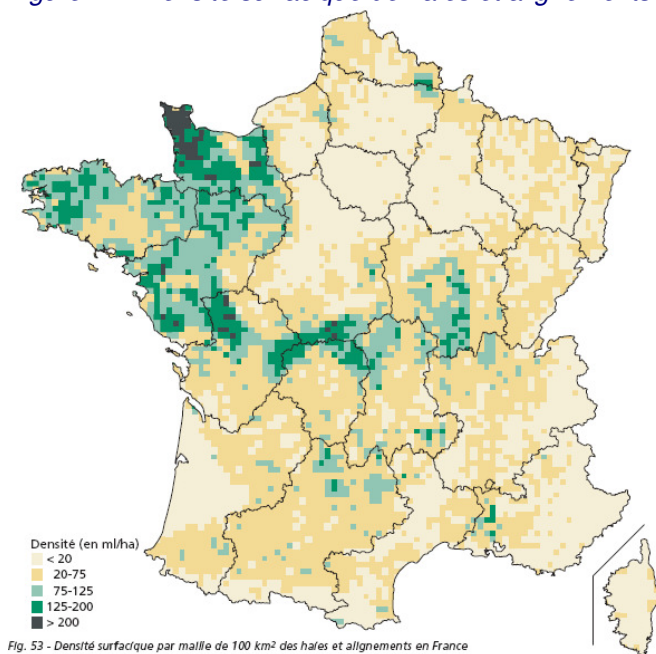 Densité (en ml/ha)
< 20
20-75
75-125
125-200
> 200
Fig. 53 - Densité surfacique par maille de 100 km² des haies et alignements en France